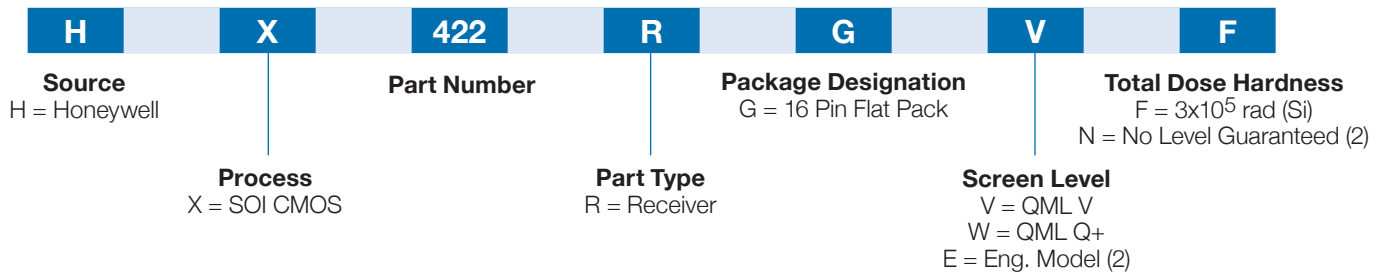 H X 422 R G V F
Source
H = Honeywell
Part Number
Package Designation
G = 16 Pin Flat Pack
Total Dose Hardness
F = 3x10⁵ rad (Si)
N = No Level Guaranteed (2)
Process
X = SOI CMOS
Part Type
R = Receiver
Screen Level
V = QML V
W = QML Q+
E = Eng. Model (2)